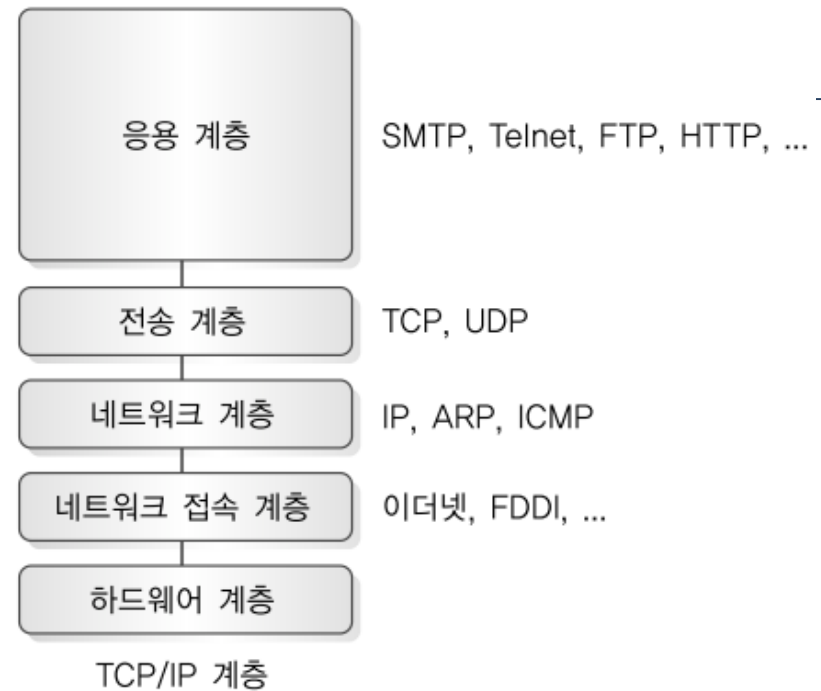 응용 계층
SMTP, Telnet, FTP, HTTP, ...
전송 계층
TCP, UDP
네트워크 계층
IP, ARP, ICMP
네트워크 접속 계층
이더넷, FDDI, ...
하드웨어 계층
TCP/IP 계층